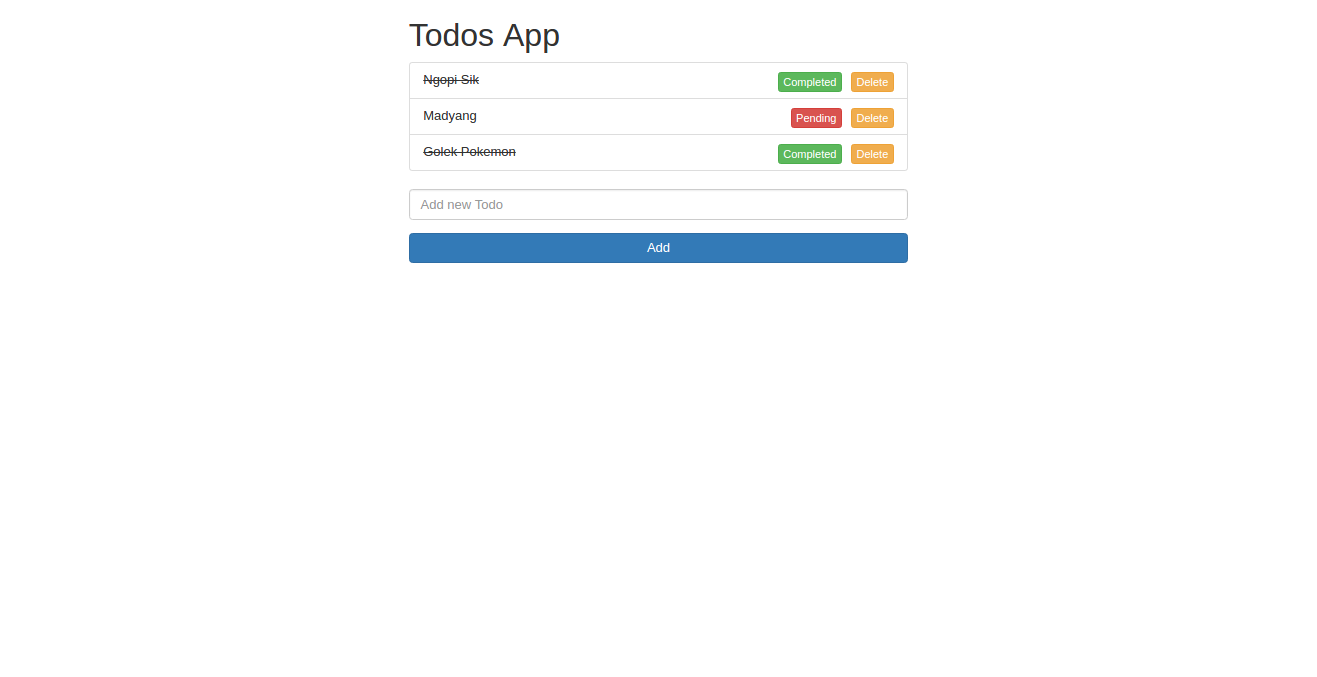 Todos App
Ngopi Sik Completed Delete
Madyang Pending Delete
Golek Pokemon Completed Delete
Add new Todo
Add